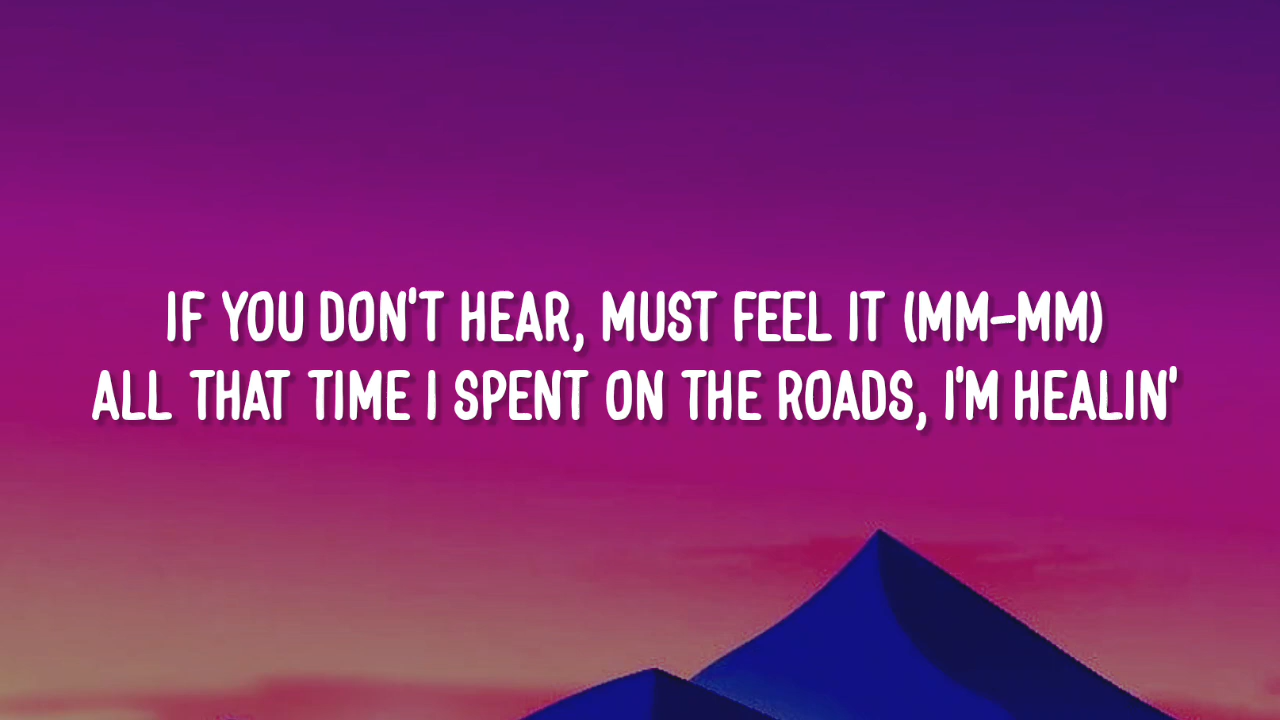 IF YOU DON'T HEAR, MUST FEEL IT (MM-MM)
ALL THAT TIME I SPENT ON THE ROADS, I'M HEALIN'